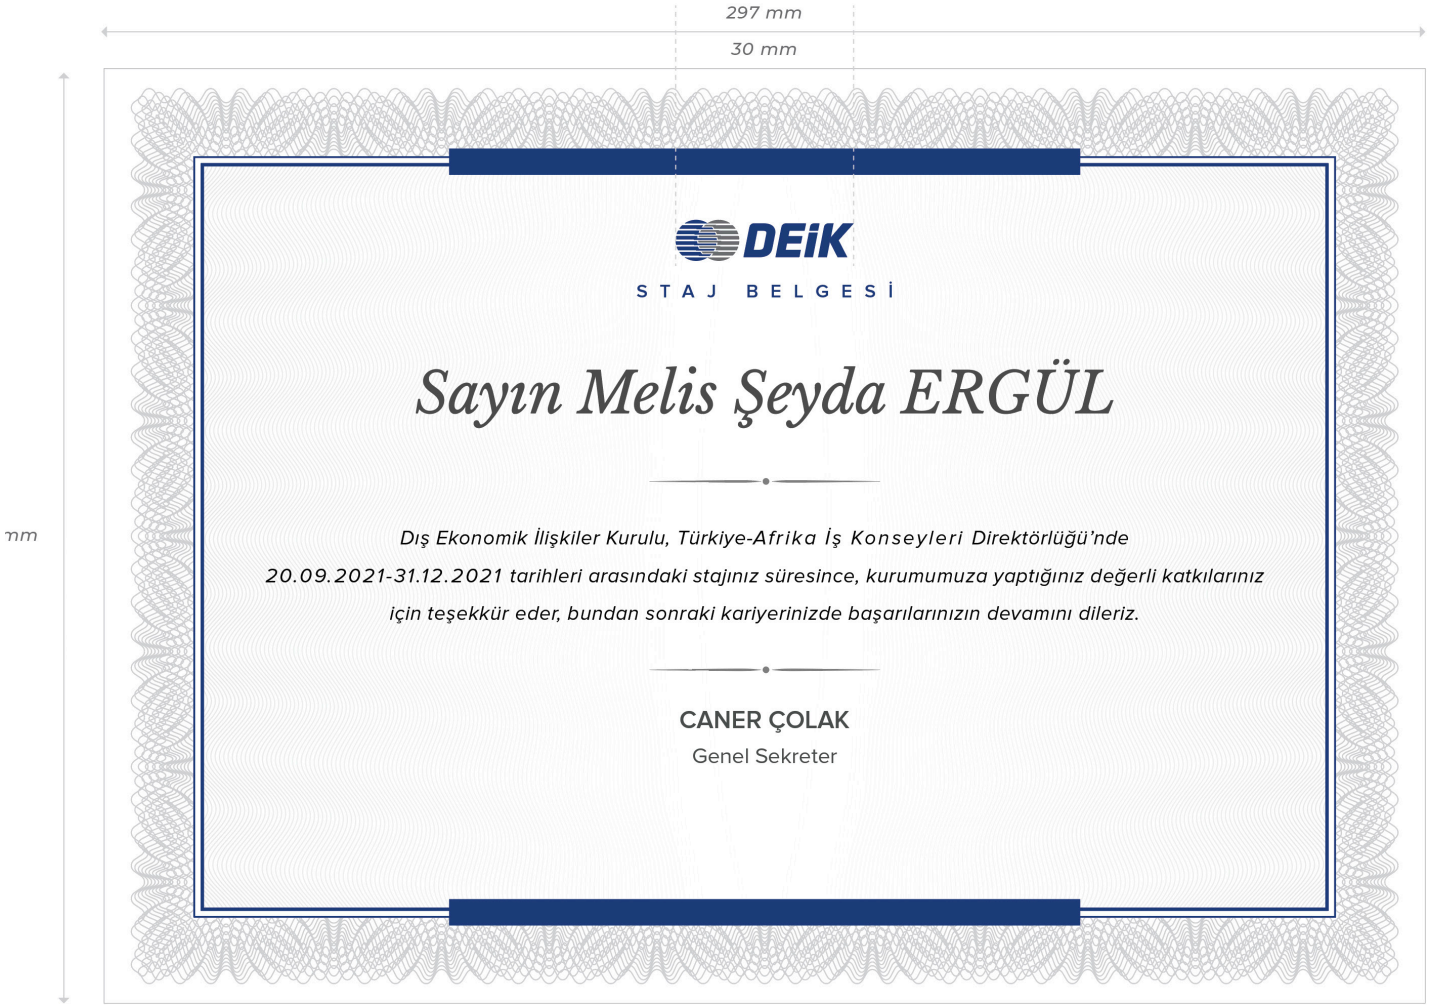 297 mm
30 mm
DEiK
STAJ BELGESİ
Sayın Melis Şeyda ERGÜL
mm
Dış Ekonomik İlişkiler Kurulu, Türkiye-Afrika İş Konseyleri Direktörlüğü’nde
20.09.2021-31.12.2021 tarihleri arasındaki stajınız süresince, kurumumuza yaptığınız değerli katkılarınız
için teşekkür eder, bundan sonraki kariyerinizde başarılarınızın devamını dileriz.
CANER ÇOLAK
Genel Sekreter